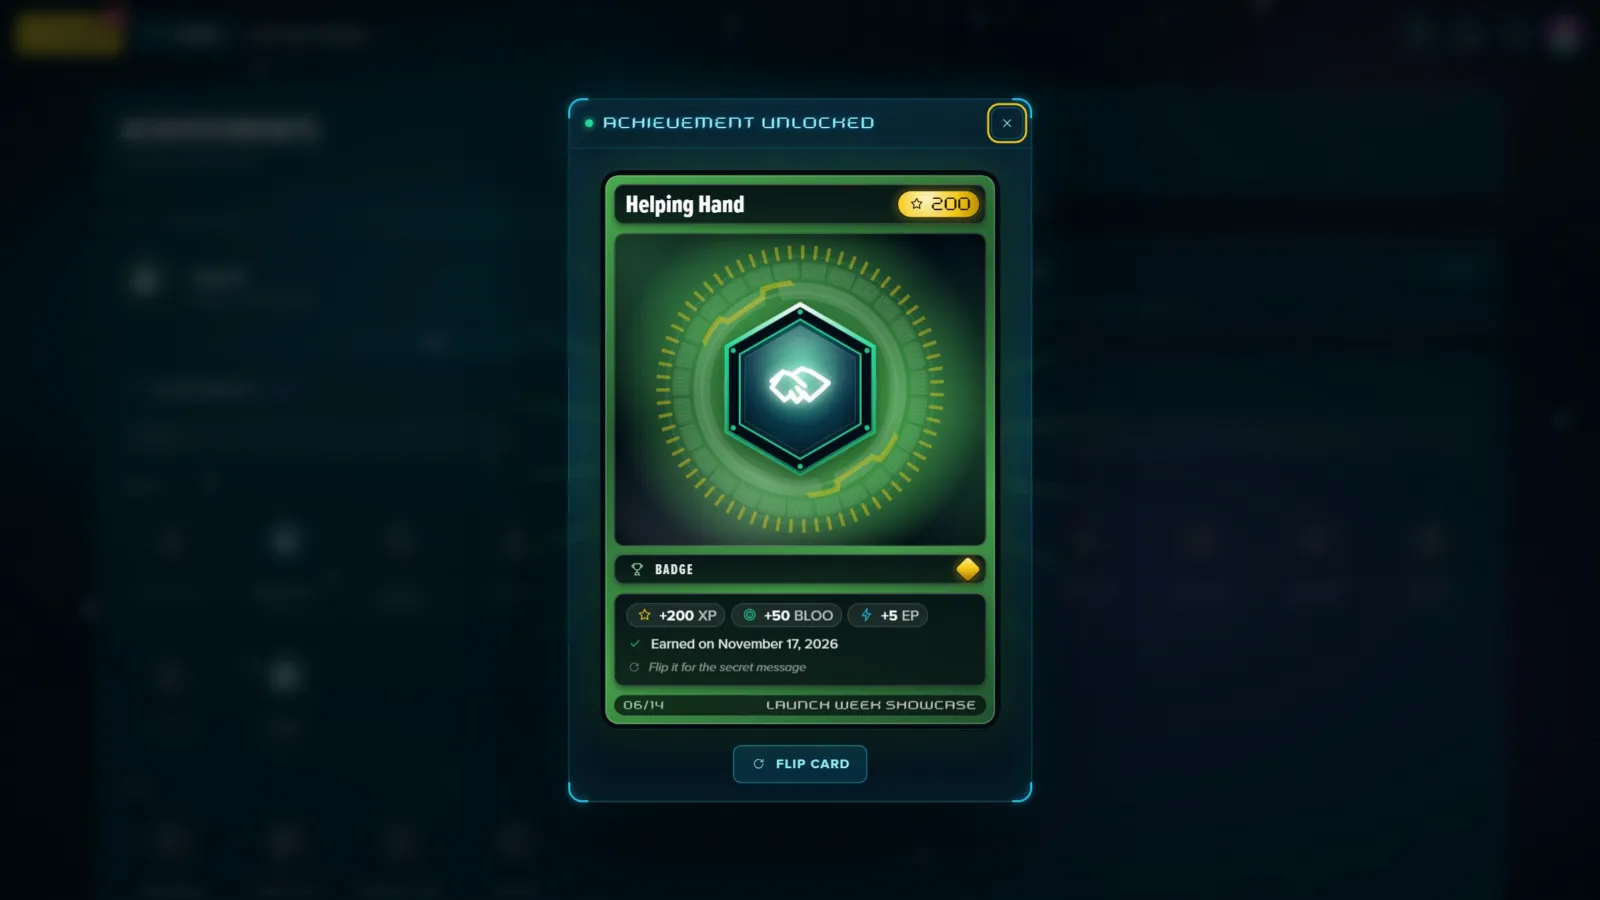 ACHIEVEMENT UNLOCKED
Helping Hand
200
BADGE
+200 XP
+50 BLOO
+5 EP
Earned on November 17, 2026
Flip it for the secret message
06/14
LAUNCH WEEK SHOWCASE
FLIP CARD